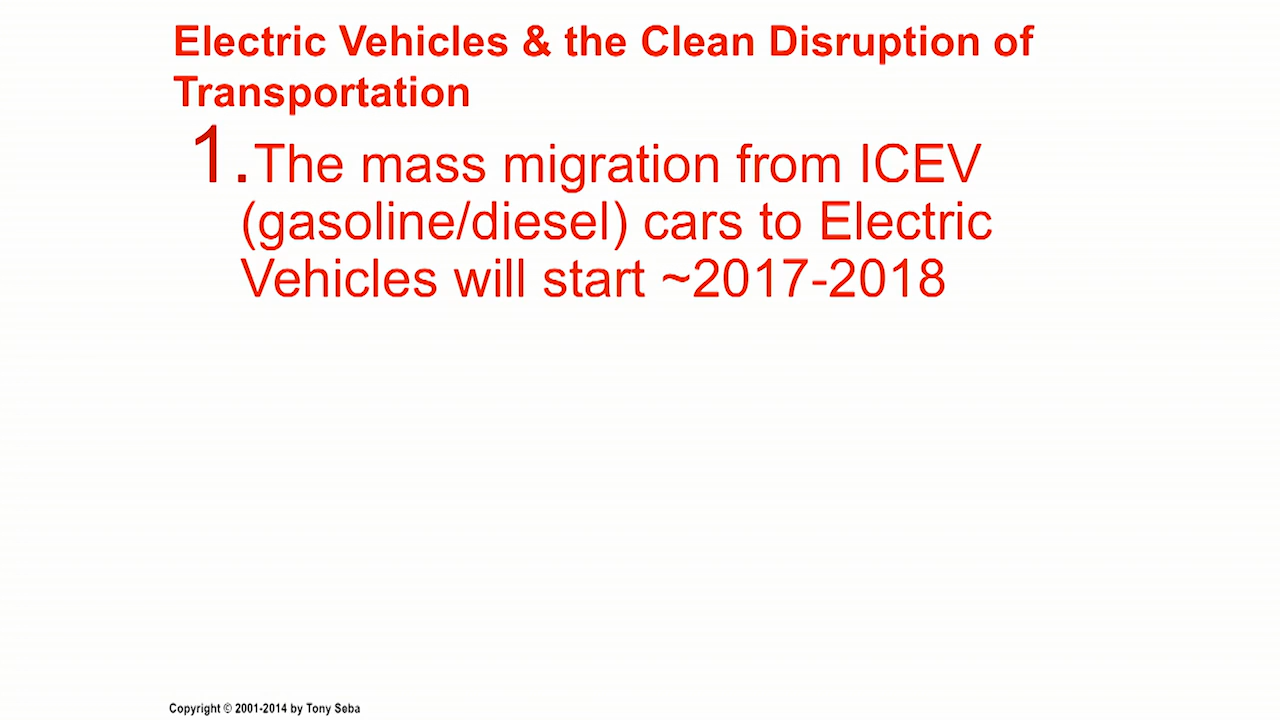 Electric Vehicles & the Clean Disruption of
Transportation
1.The mass migration from ICEV
(gasoline/diesel) cars to Electric
Vehicles will start ~2017-2018
Copyright © 2001-2014 by Tony Seba